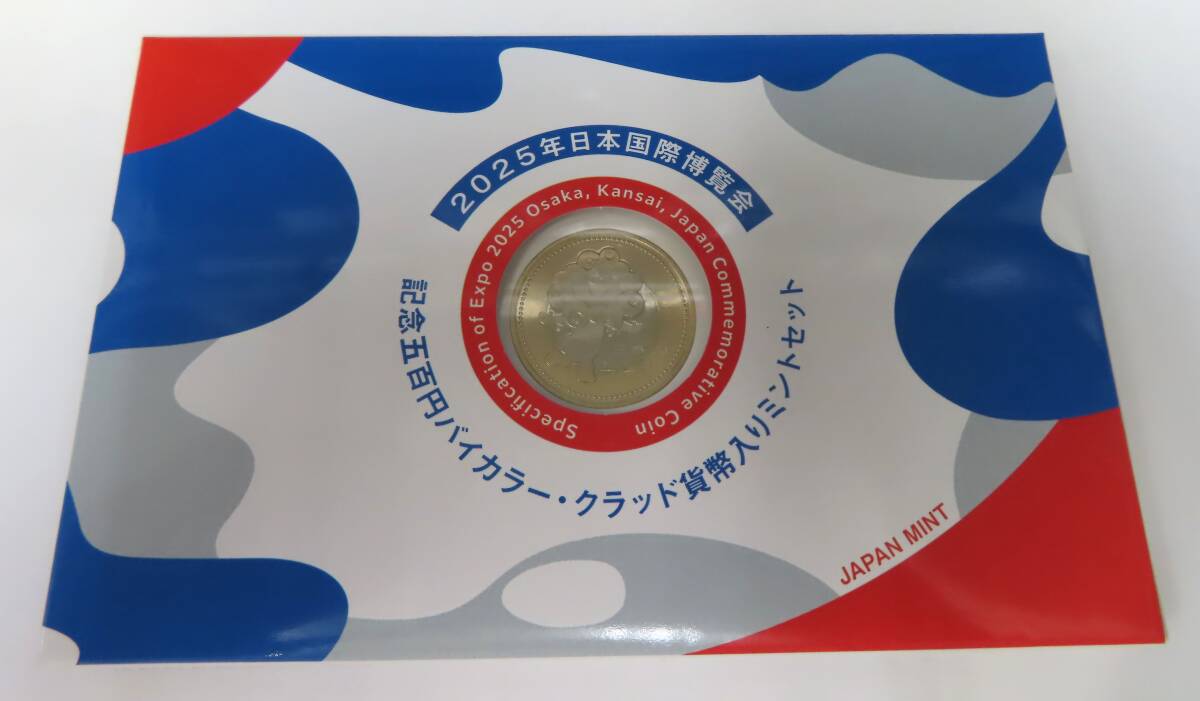 2025年日本国際博覧会
Specification of Expo 2025 Osaka, Kansai, Japan Commemorative Coin
記念五百円バイカラー・クラッド貨幣入りミントセット
JAPAN MINT